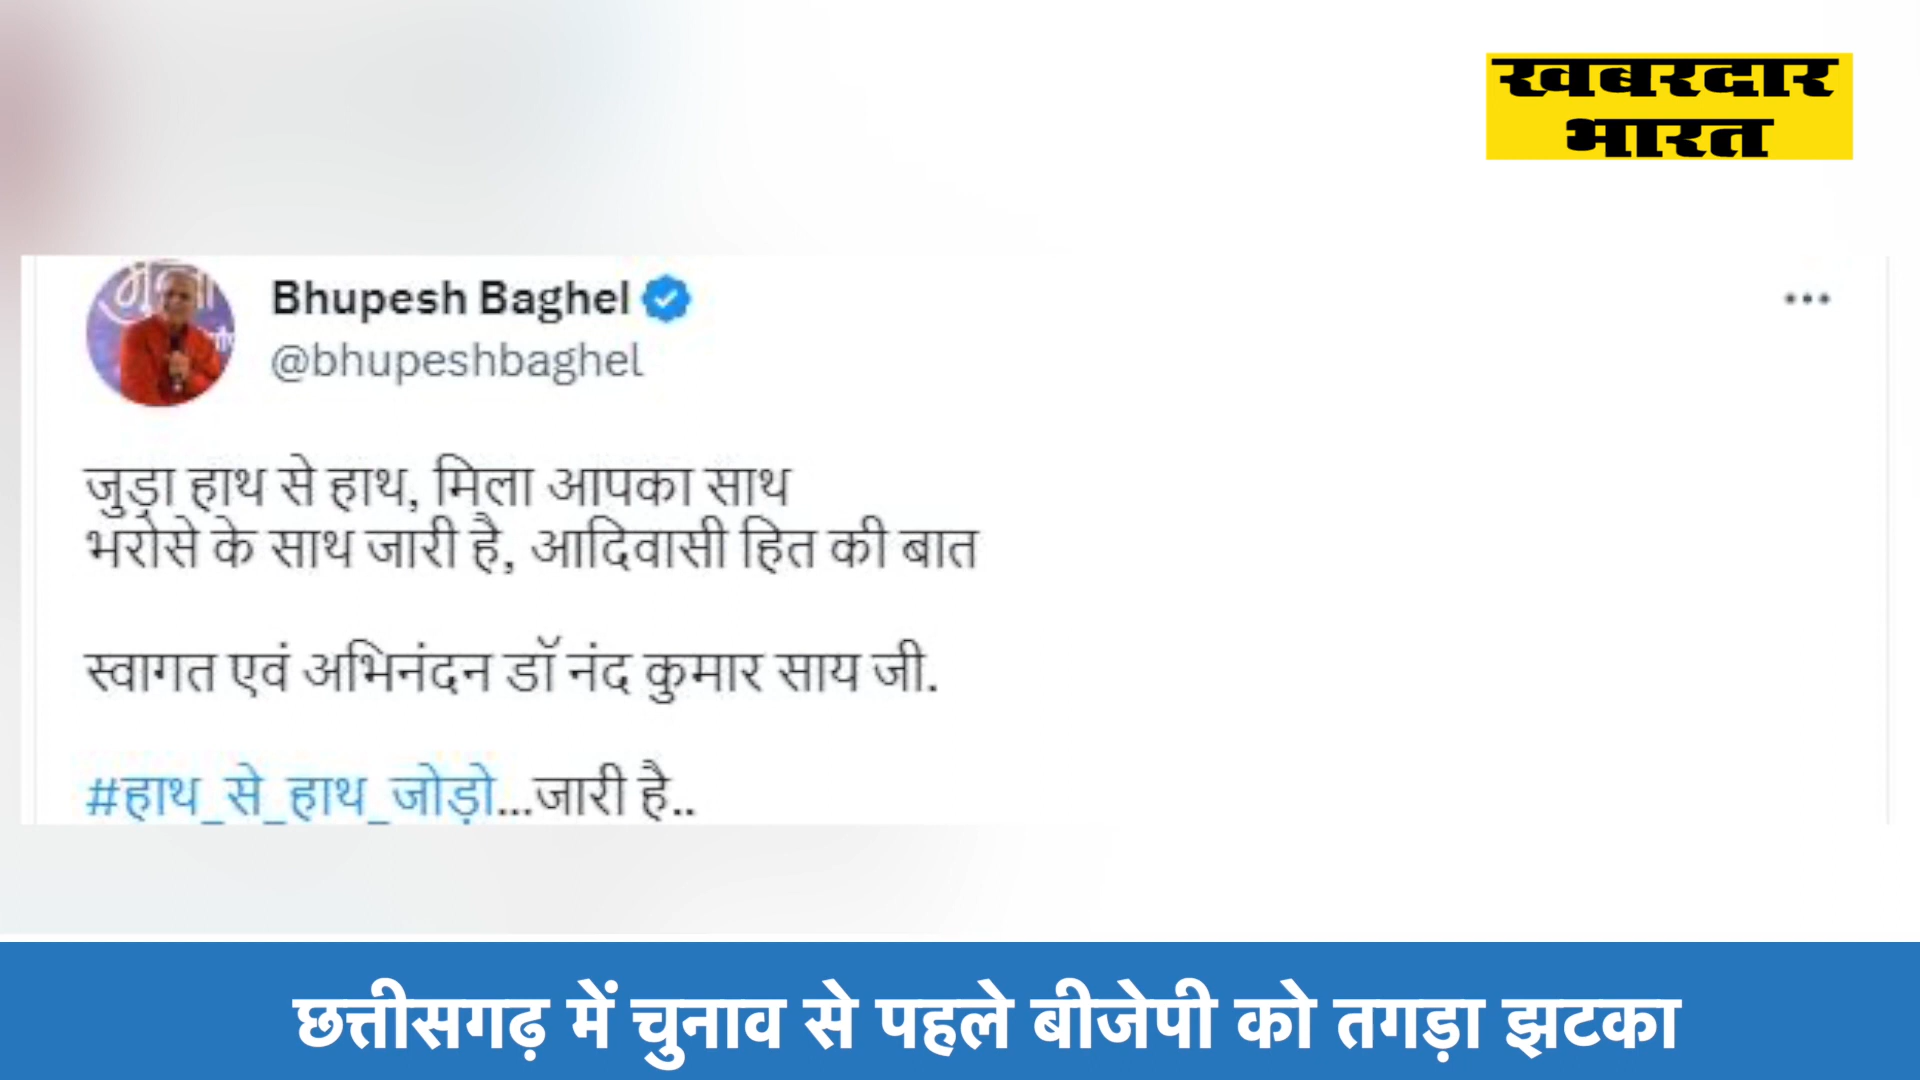 खबरदार
भारत
Bhupesh Baghel
@bhupeshbaghel
जुड़ा हाथ से हाथ, मिला आपका साथ
भरोसे के साथ जारी है, आदिवासी हित की बात
स्वागत एवं अभिनंदन डॉ नंद कुमार साय जी.
#हाथ_से_हाथ_जोड़ो...जारी है..
छत्तीसगढ़ में चुनाव से पहले बीजेपी को तगड़ा झटका